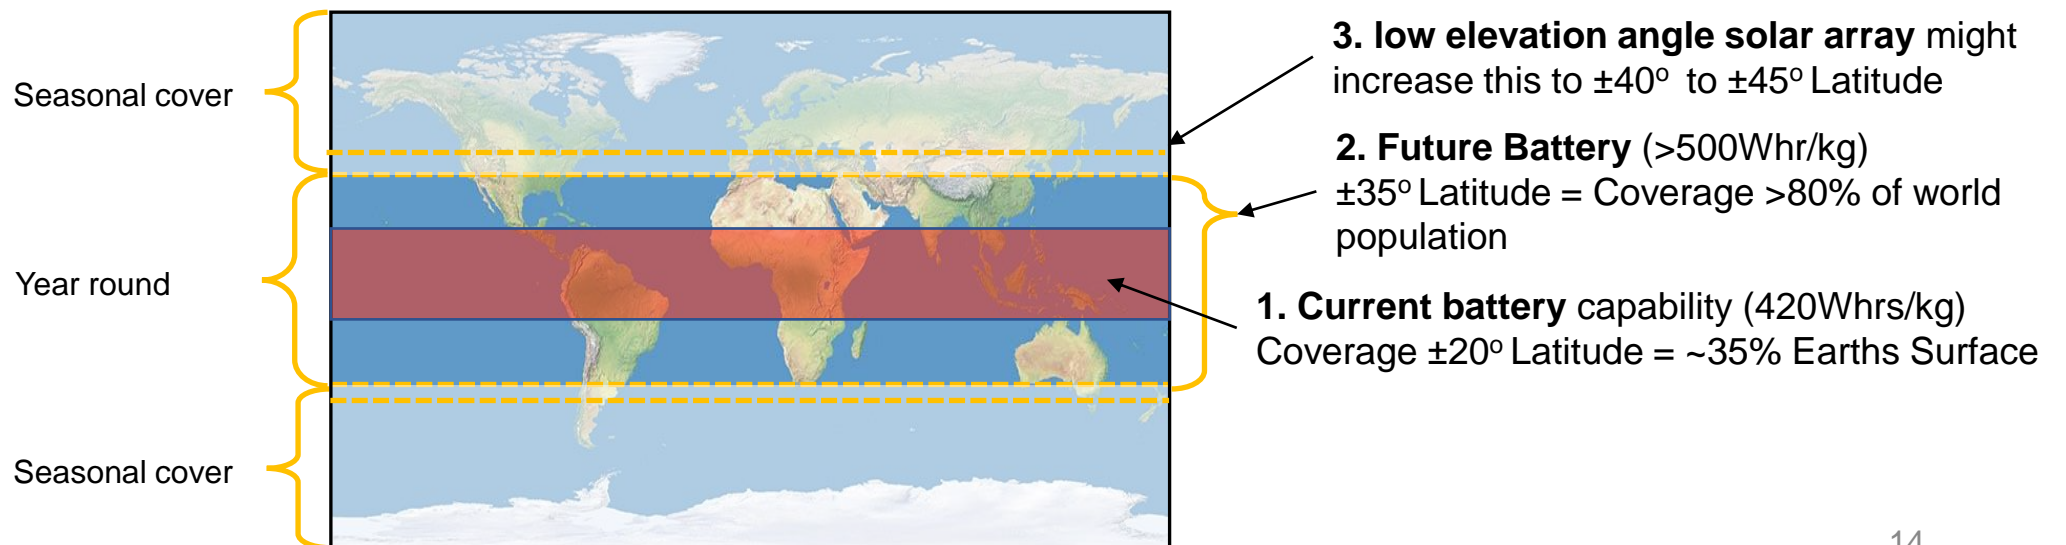 Seasonal cover
Year round
Seasonal cover
3. low elevation angle solar array might
increase this to ±40º to ±45º Latitude
2. Future Battery (>500Whr/kg)
±35º Latitude = Coverage >80% of world
population
1. Current battery capability (420Whrs/kg)
Coverage ±20º Latitude = ~35% Earths Surface
14